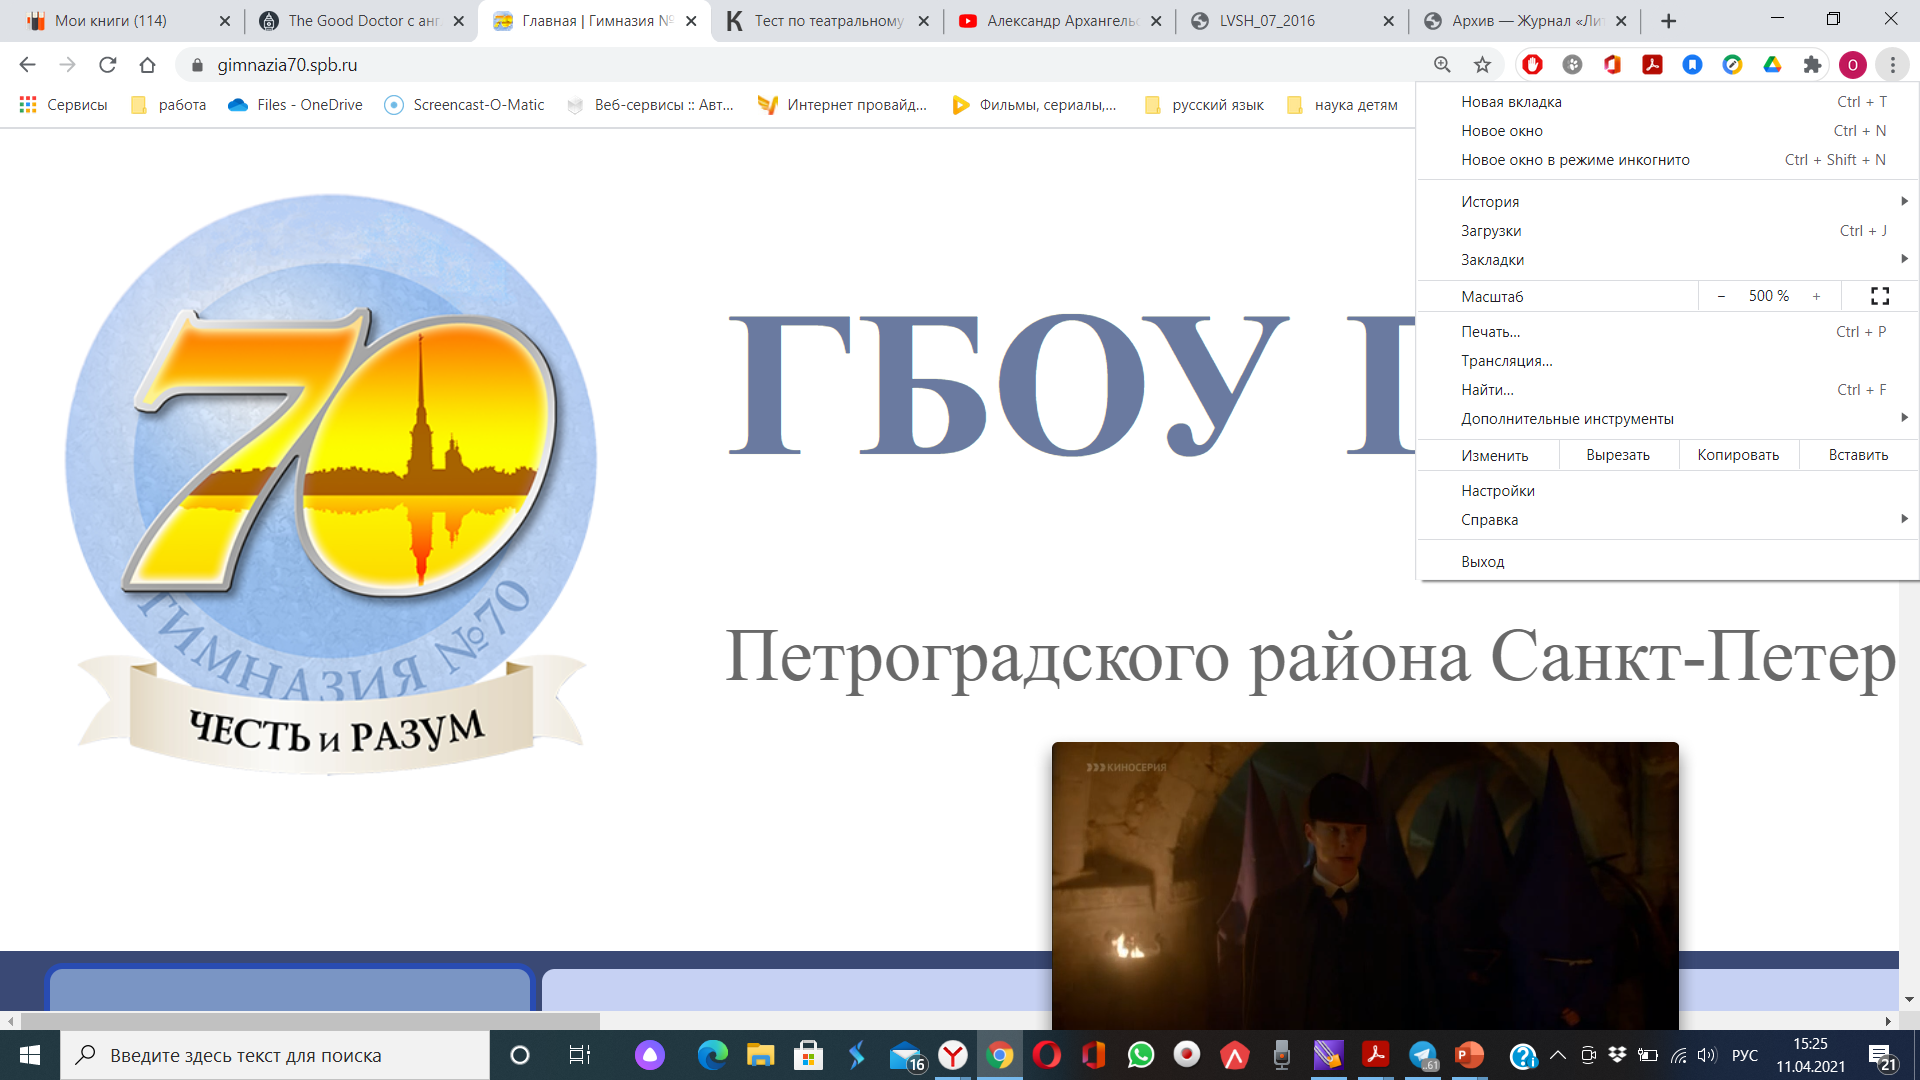 Мои книги (114)
The Good Doctor с анг
Главная | Гимназия №
Тест по театральному
Александр Архангельс
LVSH_07_2016
Архив — Журнал «Лит
gimnazia70.spb.ru
О
Сервисы
работа
Files - OneDrive
Screencast-O-Matic
Веб-сервисы :: Авт...
Интернет провайд...
Фильмы, сериалы,...
русский язык
наука детям
Новая вкладка Ctrl + T
Новое окно Ctrl + N
Новое окно в режиме инкогнито Ctrl + Shift + N
История
Загрузки Ctrl + J
Закладки
Масштаб – 500 % +
Печать... Ctrl + P
Трансляция...
Найти... Ctrl + F
Дополнительные инструменты
Изменить Вырезать Копировать Вставить
Настройки
Справка
Выход
70
ГИМНАЗИЯ №70
ЧЕСТЬ и РАЗУМ
ГБОУ Г
Петроградского района Санкт-Петер
КИНОСЕРИЯ
Введите здесь текст для поиска
16
61
РУС
15:25
11.04.2021
21